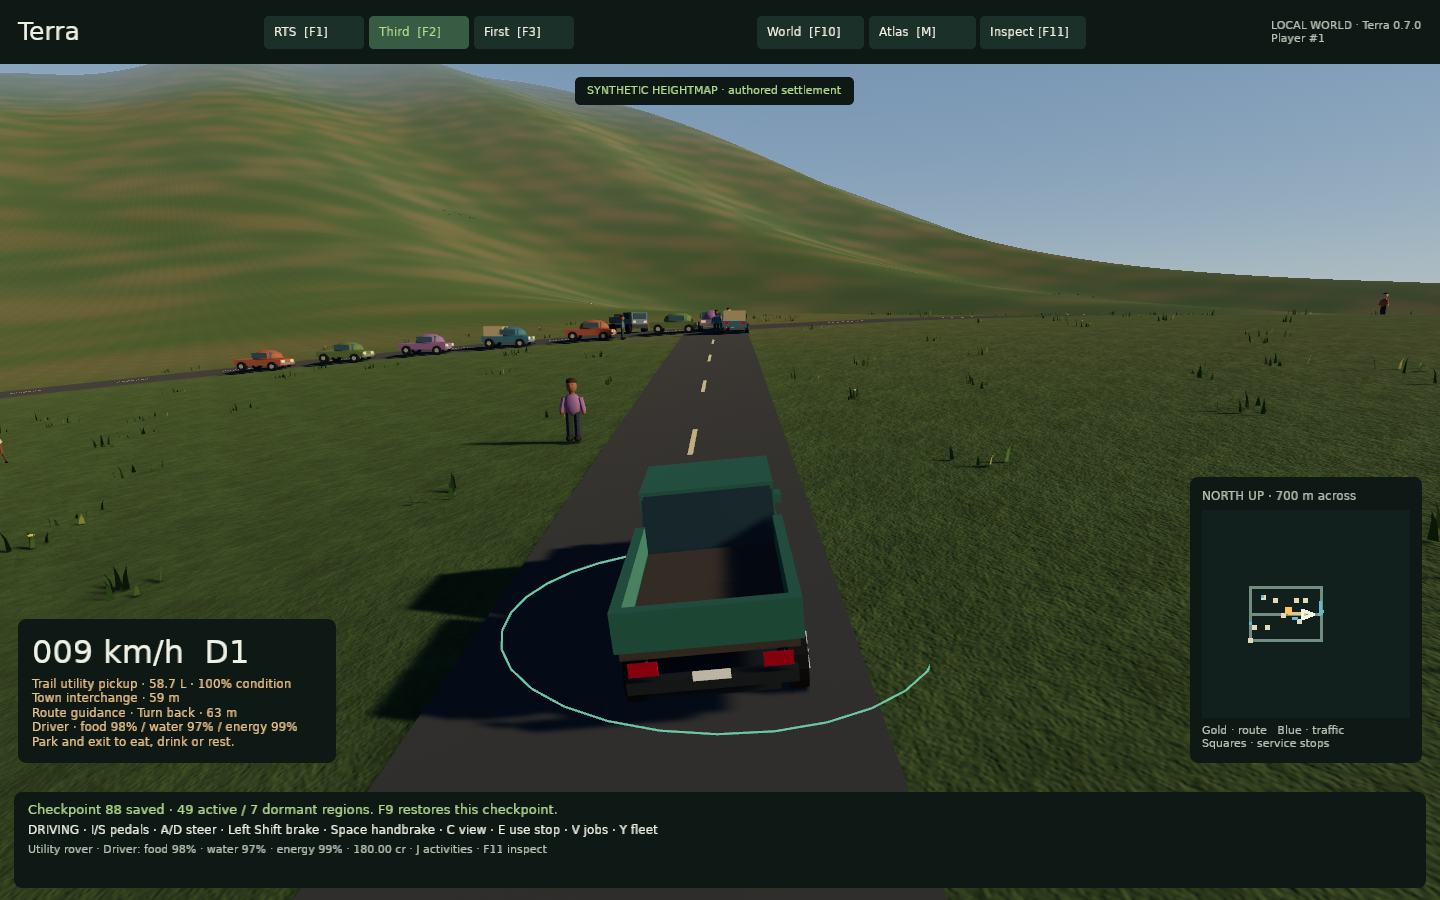 Terra
RTS [F1]
Third [F2]
First [F3]
World [F10]
Atlas [M]
Inspect [F11]
LOCAL WORLD · Terra 0.7.0
Player #1
SYNTHETIC HEIGHTMAP · authored settlement
NORTH UP · 700 m across
Gold · route Blue · traffic
Squares · service stops
009 km/h D1
Trail utility pickup · 58.7 L · 100% condition
Town interchange · 59 m
Route guidance · Turn back · 63 m
Driver · food 98% / water 97% / energy 99%
Park and exit to eat, drink or rest.
Checkpoint 88 saved · 49 active / 7 dormant regions. F9 restores this checkpoint.
DRIVING · I/S pedals · A/D steer · Left Shift brake · Space handbrake · C view · E use stop · V jobs · Y fleet
Utility rover · Driver: food 98% · water 97% · energy 99% · 180.00 cr · J activities · F11 inspect